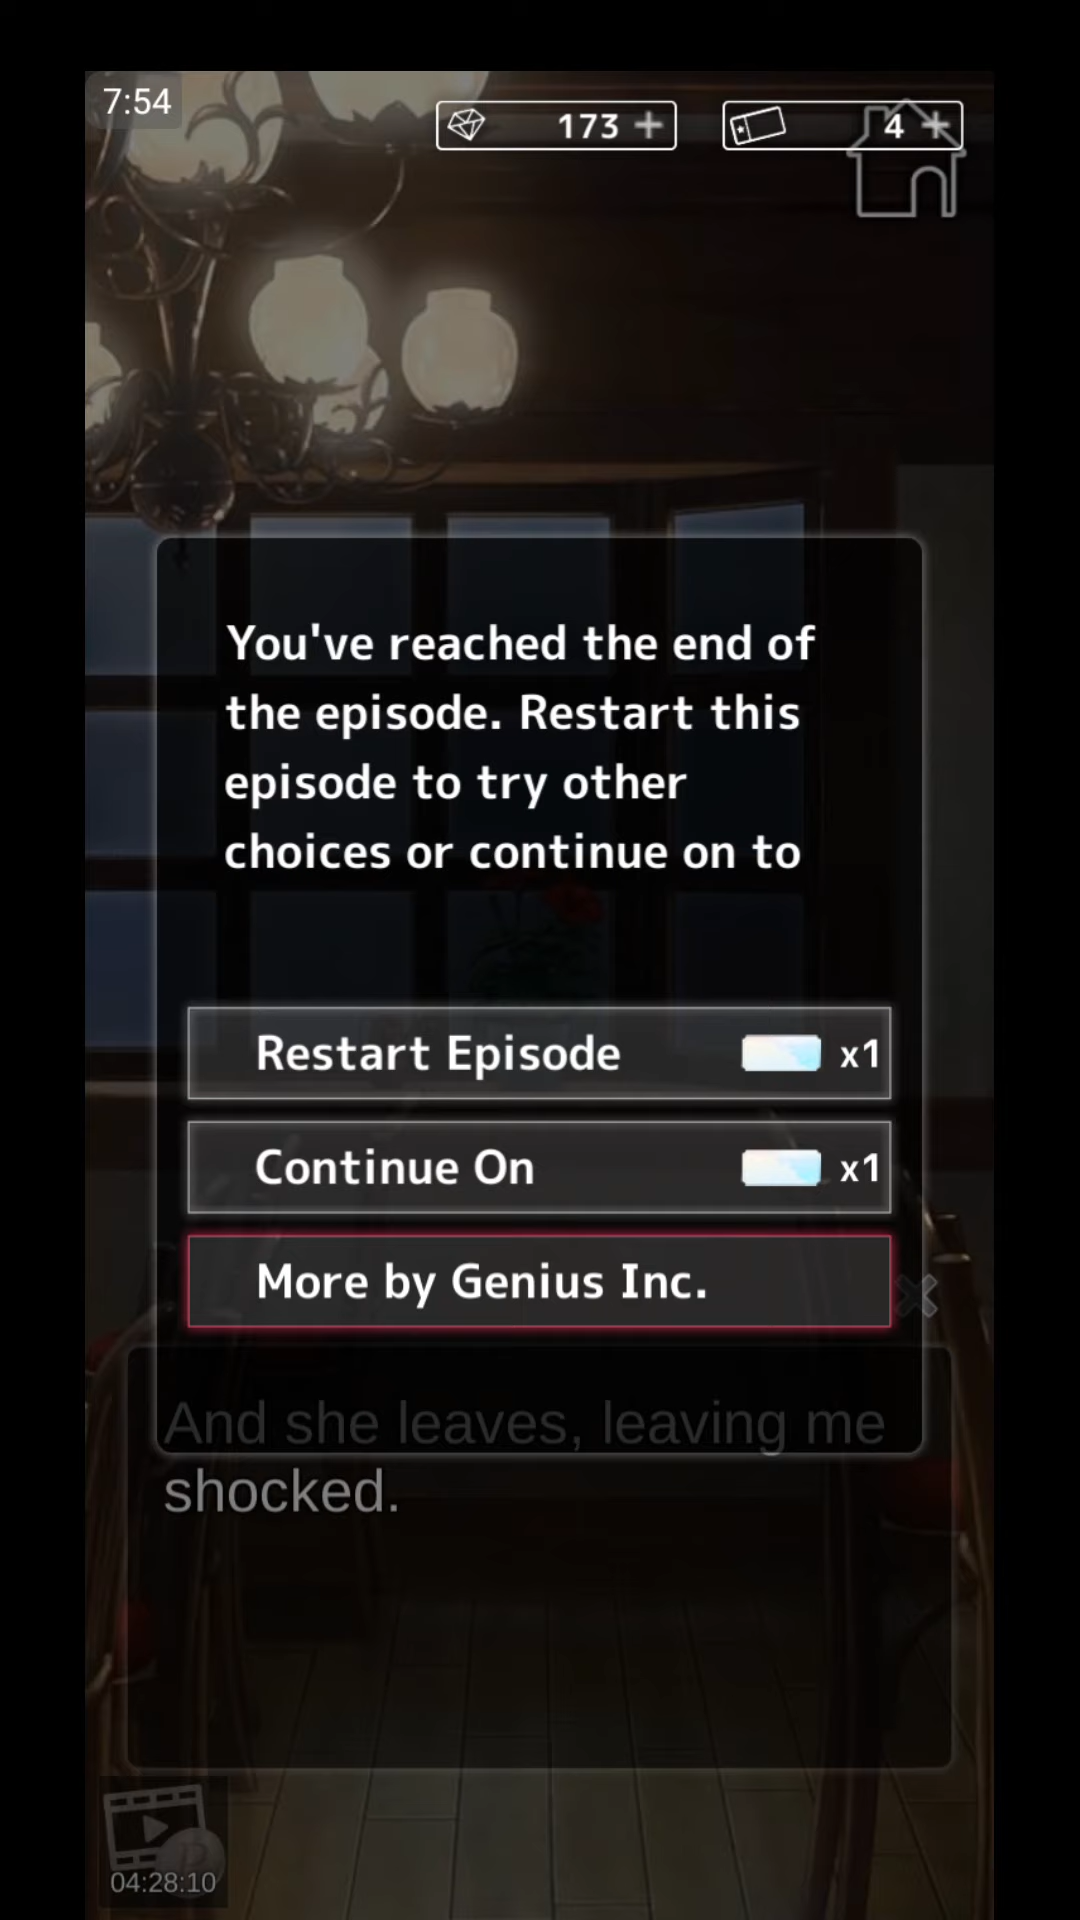 7:54
173
4
You've reached the end of
the episode. Restart this
episode to try other
choices or continue on to
Restart Episode x1
Continue On x1
More by Genius Inc.
And she leaves, leaving me
shocked.
P
04:28:10